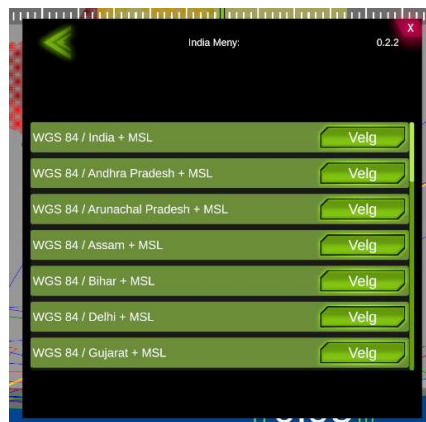 X
India Meny:
0.2.2
WGS 84 / India + MSL Velg
WGS 84 / Andhra Pradesh + MSL Velg
WGS 84 / Arunachal Pradesh + MSL Velg
WGS 84 / Assam + MSL Velg
WGS 84 / Bihar + MSL Velg
WGS 84 / Delhi + MSL Velg
WGS 84 / Gujarat + MSL Velg